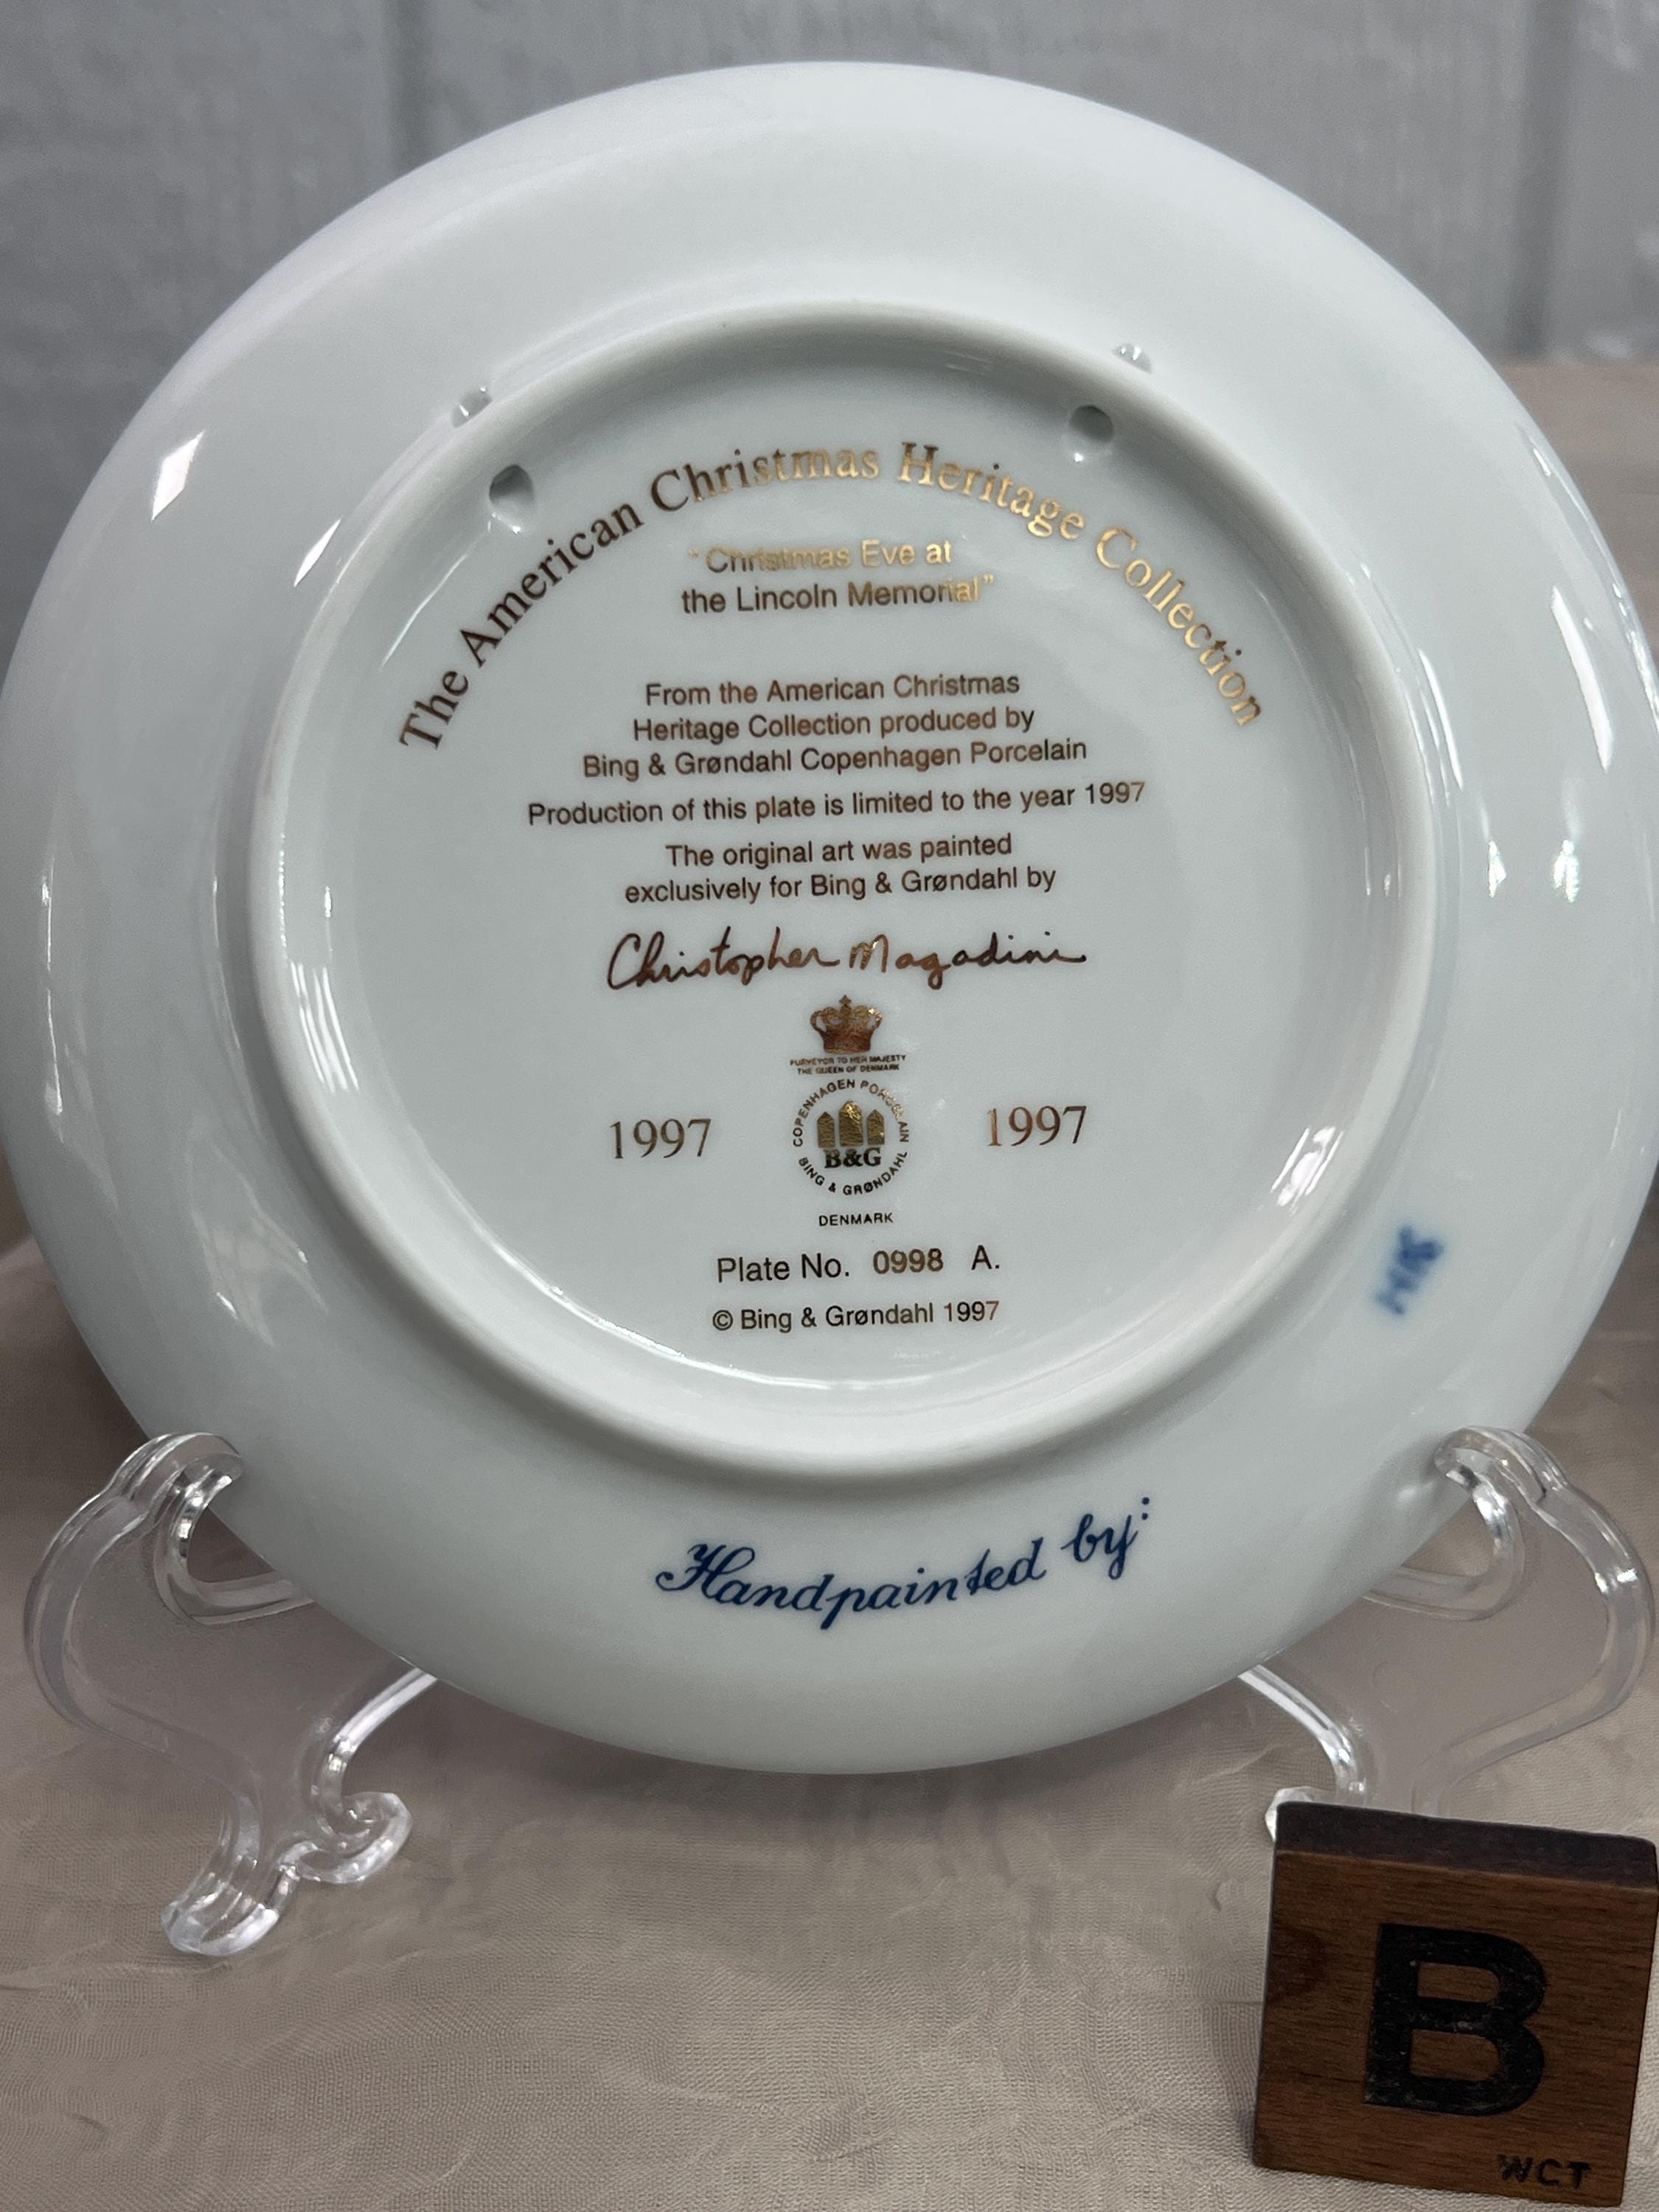 The American Christmas Heritage Collection
"Christmas Eve at
the Lincoln Memorial"
From the American Christmas
Heritage Collection produced by
Bing & Grøndahl Copenhagen Porcelain
Production of this plate is limited to the year 1997
The original art was painted
exclusively for Bing & Grøndahl by
Christopher Magadini
PURVEYOR TO HER MAJESTY
THE QUEEN OF DENMARK
COPENHAGEN PORCELAIN
1997
B&G
1997
BING & GRØNDAHL
DENMARK
Plate No. 0998 A.
© Bing & Grøndahl 1997
Handpainted by:
B
WCT